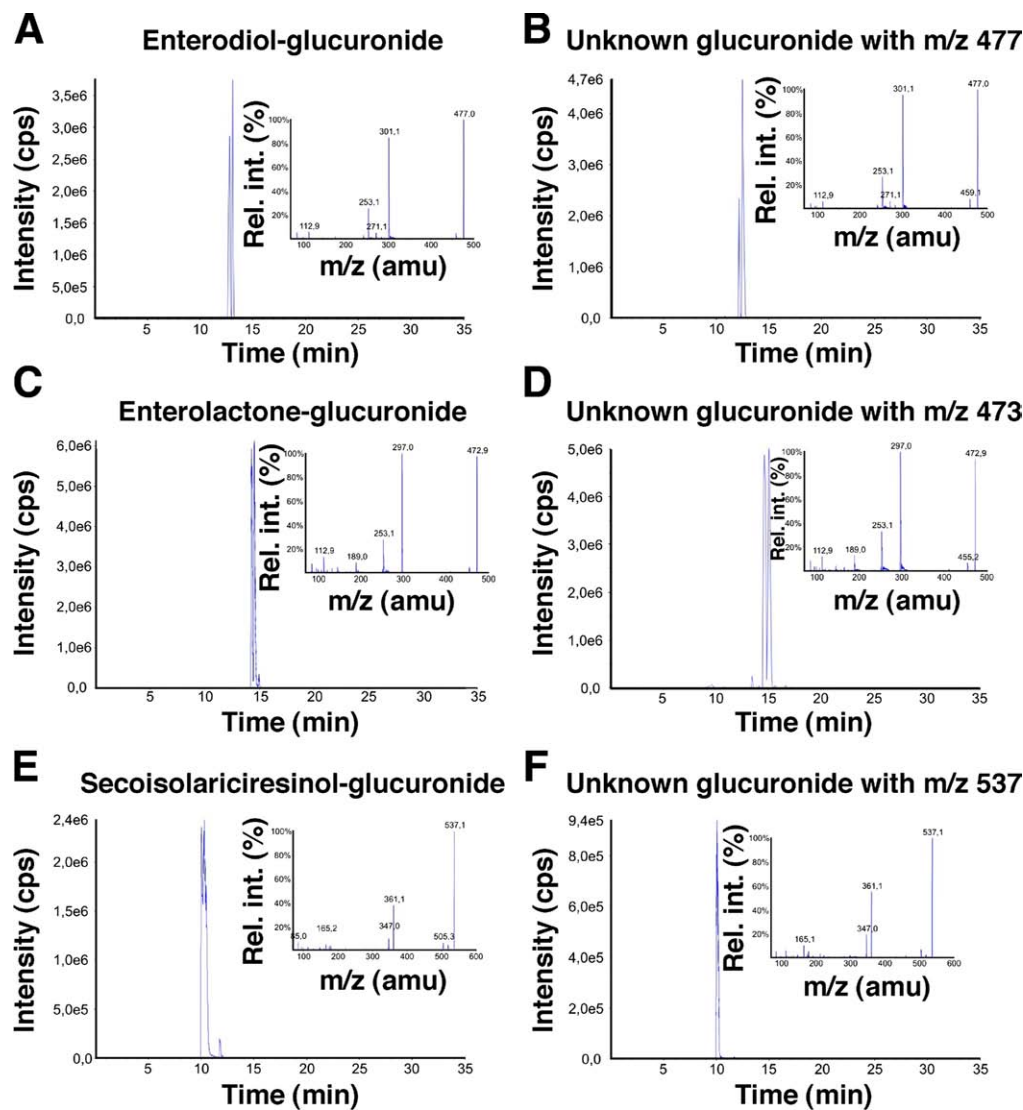 A
Enterodiol-glucuronide
Intensity (cps)
3,5e6
3,0e6
2,5e6
2,0e6
1,5e6
1,0e6
5,0e5
0,0
5 10 15 20 25 30 35
Time (min)
Rel. int. (%)
100%
80%
60%
40%
20%
477,0
301,1
253,1
271,1
112,9
100 200 300 400 500
m/z (amu)
B
Unknown glucuronide with m/z 477
Intensity (cps)
4,7e6
4,0e6
3,0e6
2,0e6
1,0e6
0,0
5 10 15 20 25 30 35
Time (min)
Rel. int. (%)
100%
80%
60%
40%
20%
477,0
301,1
253,1
271,1
459,1
112,9
100 200 300 400 500
m/z (amu)
C
Enterolactone-glucuronide
Intensity (cps)
6,0e6
5,0e6
4,0e6
3,0e6
2,0e6
1,0e6
0,0
5 10 15 20 25 30 35
Time (min)
Rel. int. (%)
100%
80%
60%
40%
20%
297,0
472,9
253,1
112,9
189,0
100 200 300 400 500
m/z (amu)
D
Unknown glucuronide with m/z 473
Intensity (cps)
5,0e6
4,0e6
3,0e6
2,0e6
1,0e6
0,0
5 10 15 20 25 30 35
Time (min)
Rel. int. (%)
100%
80%
60%
40%
20%
297,0
472,9
253,1
112,9
189,0
455,2
100 200 300 400 500
m/z (amu)
E
Secoisolariciresinol-glucuronide
Intensity (cps)
2,4e6
2,0e6
1,5e6
1,0e6
5,0e5
0,0
5 10 15 20 25 30 35
Time (min)
Rel. int. (%)
100%
80%
60%
40%
20%
537,1
361,1
347,0
165,2
85,0
505,3
100 200 300 400 500 600
m/z (amu)
F
Unknown glucuronide with m/z 537
Intensity (cps)
9,4e5
8,0e5
6,0e5
4,0e5
2,0e5
0,0
5 10 15 20 25 30 35
Time (min)
Rel. int. (%)
100%
80%
60%
40%
20%
537,1
361,1
347,0
165,1
100 200 300 400 500 600
m/z (amu)